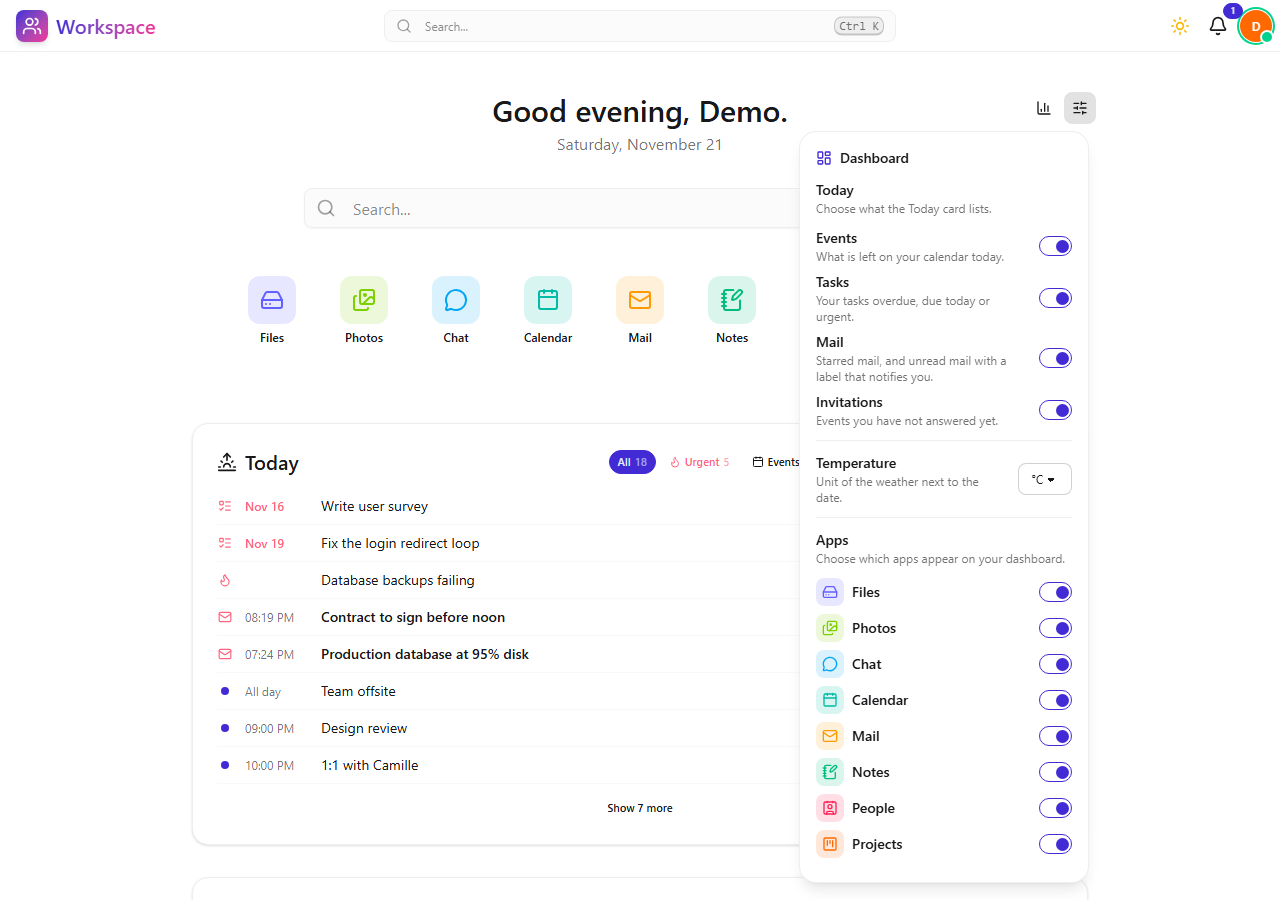 Workspace
Search...
Ctrl K
1
D
Good evening, Demo.
Saturday, November 21
Search...
Files
Photos
Chat
Calendar
Mail
Notes
Today
All 18
Urgent 5
Events
Nov 16 Write user survey
Nov 19 Fix the login redirect loop
Database backups failing
08:19 PM Contract to sign before noon
07:24 PM Production database at 95% disk
All day Team offsite
09:00 PM Design review
10:00 PM 1:1 with Camille
Show 7 more
Dashboard
Today
Choose what the Today card lists.
Events
What is left on your calendar today.
Tasks
Your tasks overdue, due today or
urgent.
Mail
Starred mail, and unread mail with a
label that notifies you.
Invitations
Events you have not answered yet.
Temperature
Unit of the weather next to the
date.
°C
Apps
Choose which apps appear on your dashboard.
Files
Photos
Chat
Calendar
Mail
Notes
People
Projects